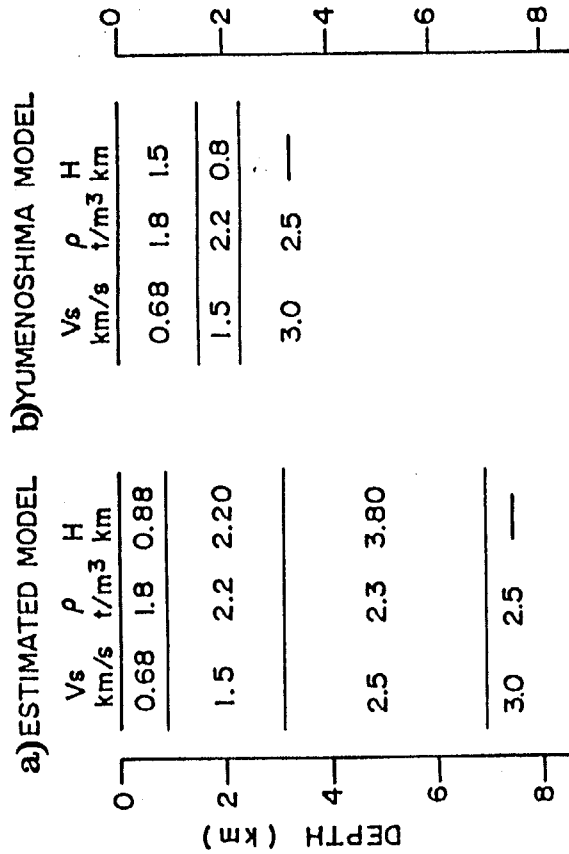 a) ESTIMATED MODEL
Vs ρ H
km/s t/m³ km
0.68 1.8 0.88
1.5 2.2 2.20
2.5 2.3 3.80
3.0 2.5 —
DEPTH (km)
0
2
4
6
8
b) YUMENOSHIMA MODEL
Vs ρ H
km/s t/m³ km
0.68 1.8 1.5
1.5 2.2 0.8
3.0 2.5 —
0
2
4
6
8